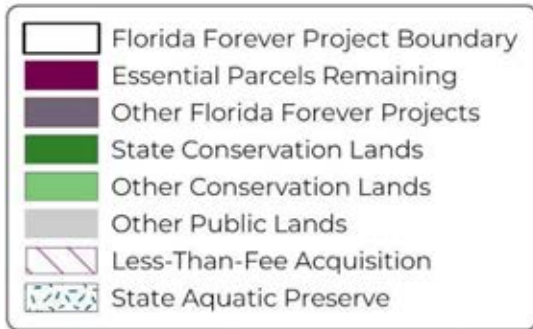 Florida Forever Project Boundary
Essential Parcels Remaining
Other Florida Forever Projects
State Conservation Lands
Other Conservation Lands
Other Public Lands
Less-Than-Fee Acquisition
State Aquatic Preserve